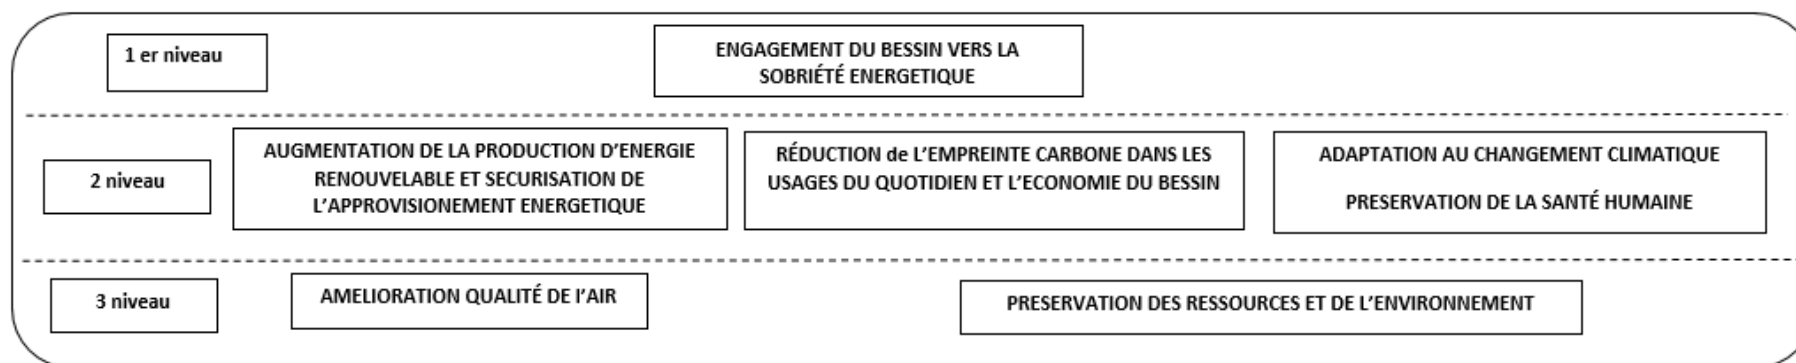 1 er niveau
ENGAGEMENT DU BESSIN VERS LA
SOBRIÉTÉ ENERGETIQUE
2 niveau
AUGMENTATION DE LA PRODUCTION D’ENERGIE
RENOUVELABLE ET SECURISATION DE
L’APPROVISIONEMENT ENERGETIQUE
RÉDUCTION de L’EMPREINTE CARBONE DANS LES
USAGES DU QUOTIDIEN ET L’ECONOMIE DU BESSIN
ADAPTATION AU CHANGEMENT CLIMATIQUE
PRESERVATION DE LA SANTÉ HUMAINE
3 niveau
AMELIORATION QUALITÉ DE l’AIR
PRESERVATION DES RESSOURCES ET DE L’ENVIRONNEMENT